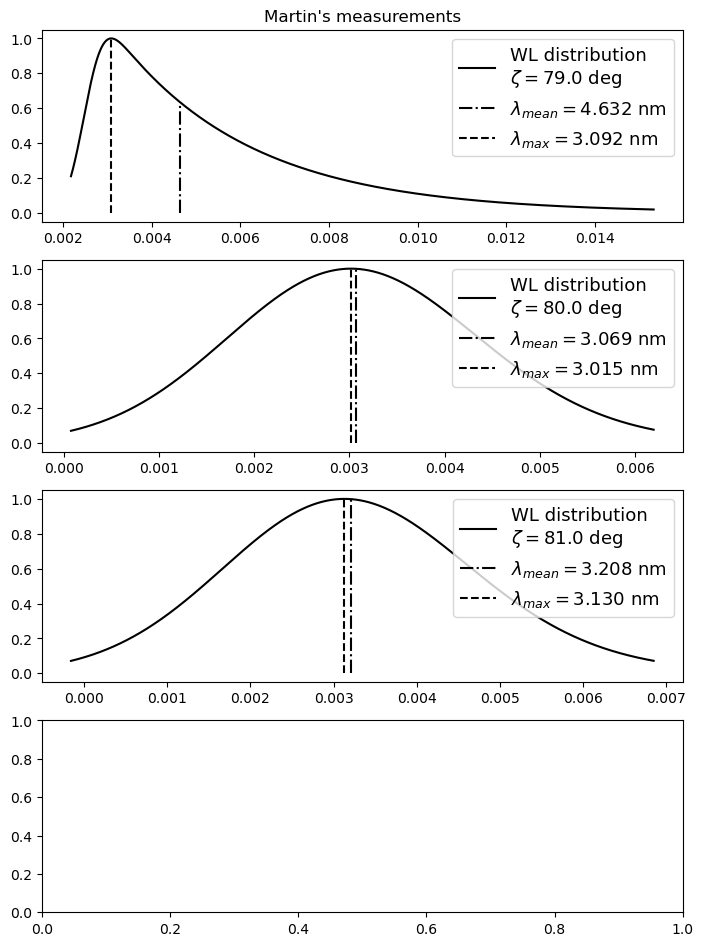 Martin's measurements
1.0
0.8
0.6
0.4
0.2
0.0
WL distribution
ζ = 79.0 deg
λmean = 4.632 nm
λmax = 3.092 nm
0.002 0.004 0.006 0.008 0.010 0.012 0.014
1.0
0.8
0.6
0.4
0.2
0.0
WL distribution
ζ = 80.0 deg
λmean = 3.069 nm
λmax = 3.015 nm
0.000 0.001 0.002 0.003 0.004 0.005 0.006
1.0
0.8
0.6
0.4
0.2
0.0
WL distribution
ζ = 81.0 deg
λmean = 3.208 nm
λmax = 3.130 nm
0.000 0.001 0.002 0.003 0.004 0.005 0.006 0.007
1.0
0.8
0.6
0.4
0.2
0.0
0.0 0.2 0.4 0.6 0.8 1.0